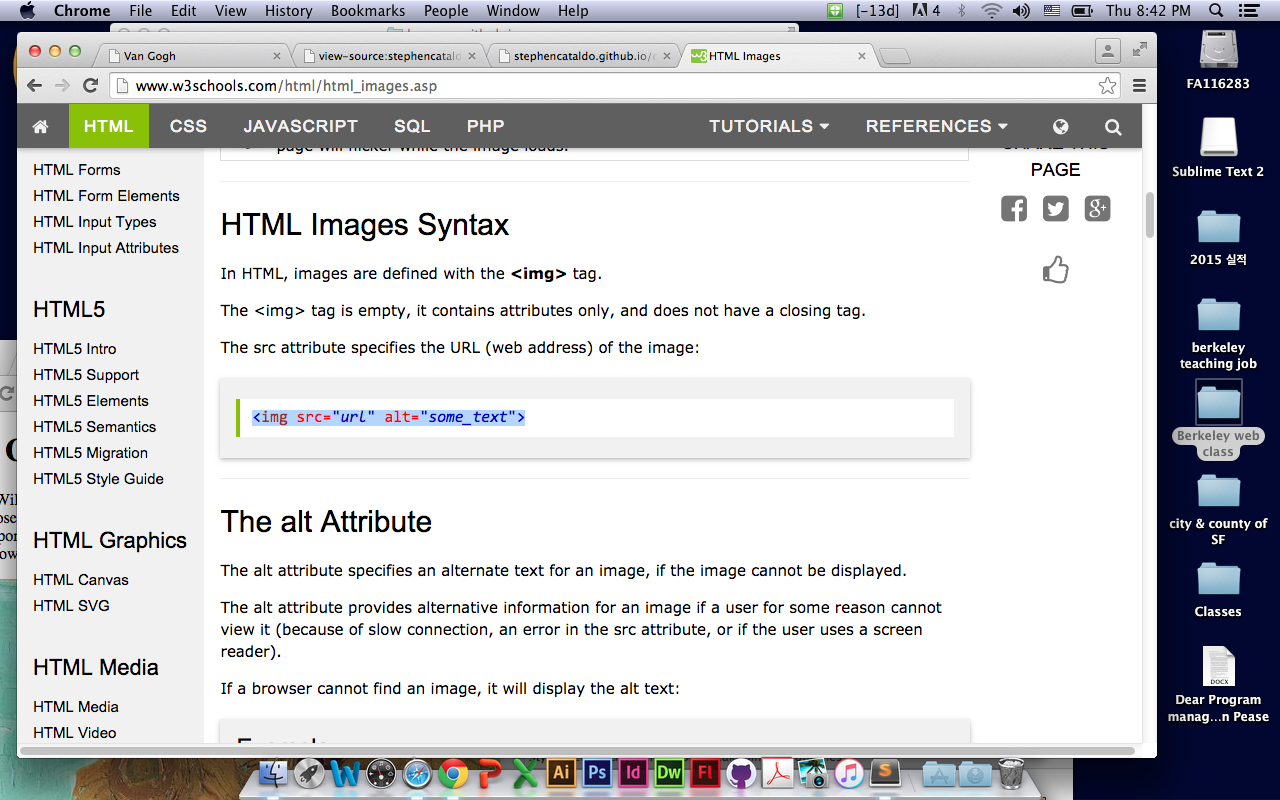 Chrome File Edit View History Bookmarks People Window Help [-13d] 4 Thu 8:42 PM
Van Gogh
view-source:stephencatald
stephencataldo.github.io/c
HTML Images
www.w3schools.com/html/html_images.asp
HTML CSS JAVASCRIPT SQL PHP TUTORIALS REFERENCES
HTML Forms
HTML Form Elements
HTML Input Types
HTML Input Attributes
HTML5
HTML5 Intro
HTML5 Support
HTML5 Elements
HTML5 Semantics
HTML5 Migration
HTML5 Style Guide
HTML Graphics
HTML Canvas
HTML SVG
HTML Media
HTML Media
HTML Video
page will flicker while the image loads.
HTML Images Syntax
In HTML, images are defined with the <img> tag.
The <img> tag is empty, it contains attributes only, and does not have a closing tag.
The src attribute specifies the URL (web address) of the image:
<img src="url" alt="some_text">
The alt Attribute
The alt attribute specifies an alternate text for an image, if the image cannot be displayed.
The alt attribute provides alternative information for an image if a user for some reason cannot
view it (because of slow connection, an error in the src attribute, or if the user uses a screen
reader).
If a browser cannot find an image, it will display the alt text:
Example
SHARE THIS
PAGE
FA116283
Sublime Text 2
2015 실적
berkeley
teaching job
Berkeley web
class
city & county of
SF
Classes
DOCX
Dear Program
manag...n Pease
Ai Ps Id Dw Fl